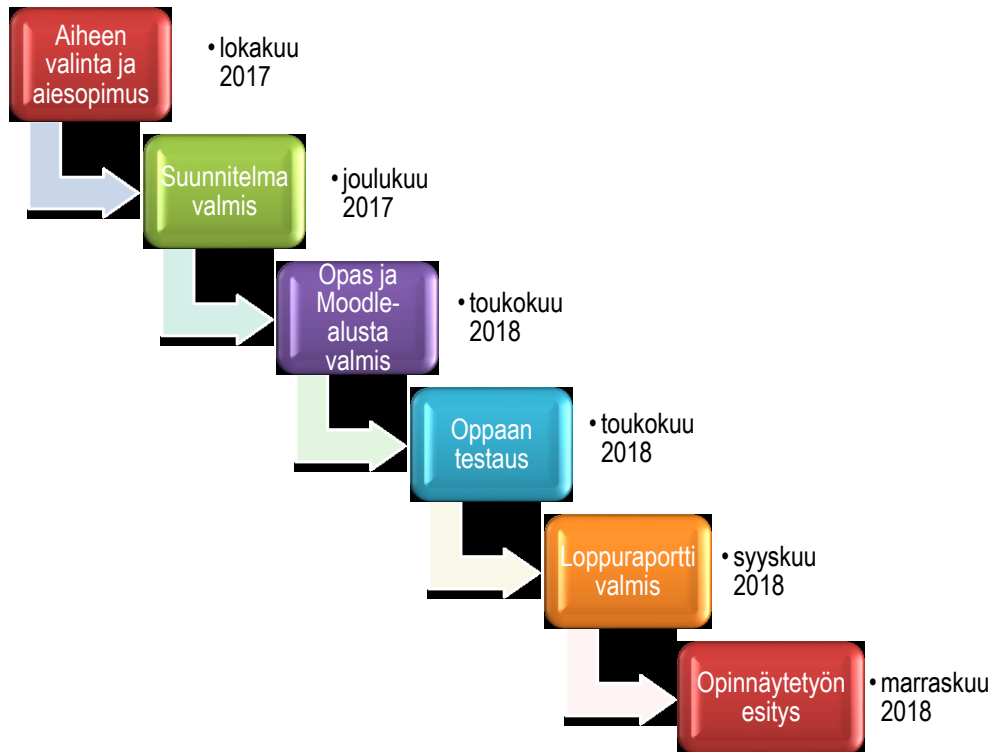 Aiheen
valinta ja
aiesopimus
• lokakuu
2017
Suunnitelma
valmis
• joulukuu
2017
Opas ja
Moodle-
alusta
valmis
• toukokuu
2018
Oppaan
testaus
• toukokuu
2018
Loppuraportti
valmis
• syyskuu
2018
Opinnäytetyön
esitys
• marraskuu
2018